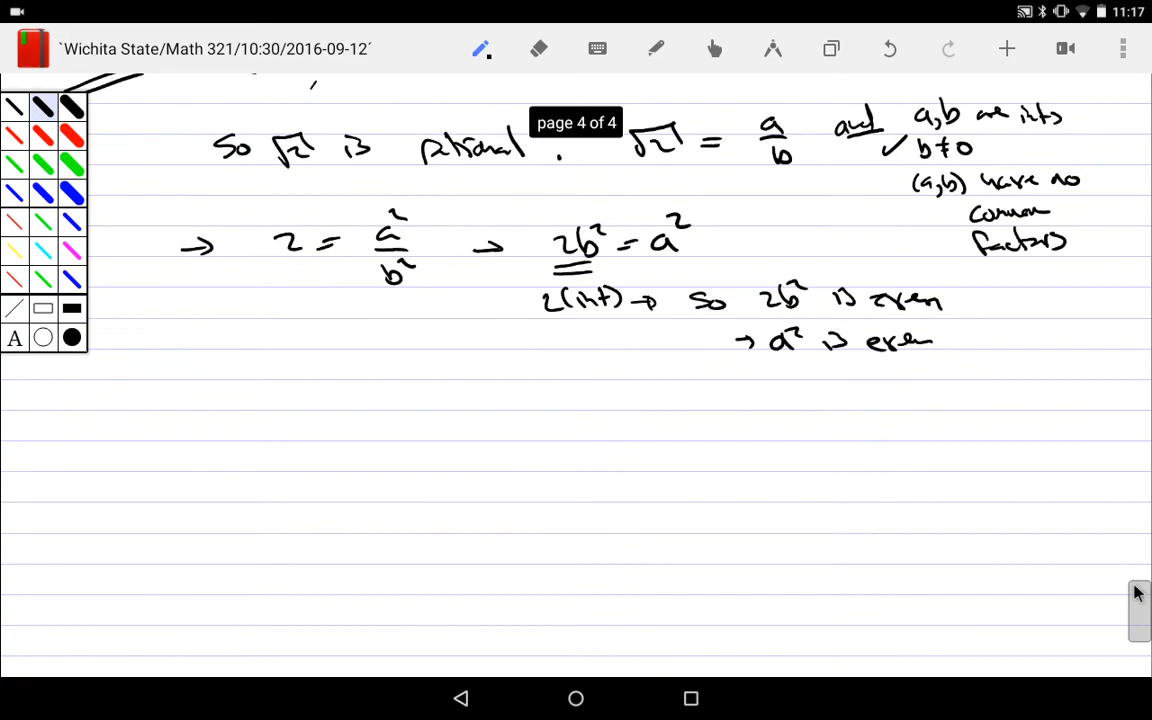 11:17
`Wichita State/Math 321/10:30/2016-09-12´
page 4 of 4
So √2 is rational. √2 = a/b and a,b are ints
b≠0
(a,b) have no
common
factors
→ 2 = a²/b² → 2b² = a²
2(int) → so 2b² is even
→ a² is even
A